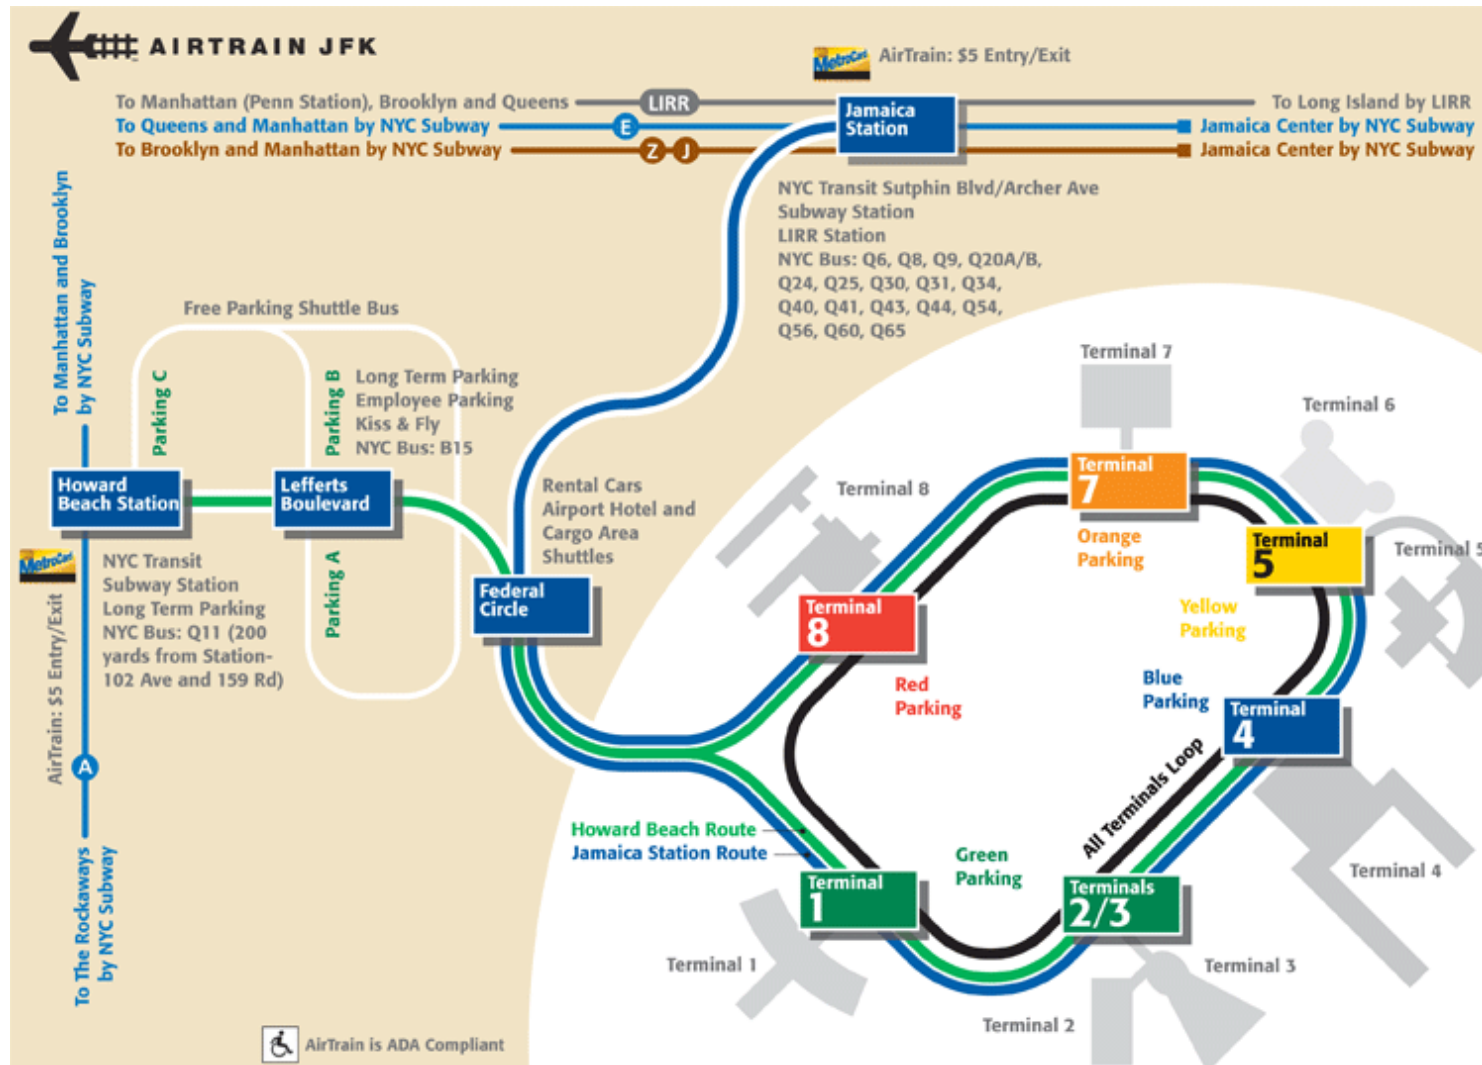 AIRTRAIN JFK
MetroCard
AirTrain: $5 Entry/Exit
To Manhattan (Penn Station), Brooklyn and Queens
LIRR
Jamaica
Station
To Long Island by LIRR
To Queens and Manhattan by NYC Subway
E
Jamaica Center by NYC Subway
To Brooklyn and Manhattan by NYC Subway
Z
J
Jamaica Center by NYC Subway
NYC Transit Sutphin Blvd/Archer Ave
Subway Station
LIRR Station
NYC Bus: Q6, Q8, Q9, Q20A/B,
Q24, Q25, Q30, Q31, Q34,
Q40, Q41, Q43, Q44, Q54,
Q56, Q60, Q65
To Manhattan and Brooklyn
by NYC Subway
Free Parking Shuttle Bus
Parking C
Parking B
Long Term Parking
Employee Parking
Kiss & Fly
NYC Bus: B15
Howard
Beach Station
Lefferts
Boulevard
Parking A
MetroCard
AirTrain: $5 Entry/Exit
NYC Transit
Subway Station
Long Term Parking
NYC Bus: Q11 (200
yards from Station-
102 Ave and 159 Rd)
A
To The Rockaways
by NYC Subway
Rental Cars
Airport Hotel and
Cargo Area
Shuttles
Federal
Circle
Terminal 7
Terminal 6
Terminal 8
Terminal 5
Terminal
7
Orange
Parking
Terminal
5
Yellow
Parking
Terminal
8
Red
Parking
Blue
Parking
Terminal
4
All Terminals Loop
Howard Beach Route
Jamaica Station Route
Green
Parking
Terminal
1
Terminals
2/3
Terminal 4
Terminal 1
Terminal 3
Terminal 2
AirTrain is ADA Compliant